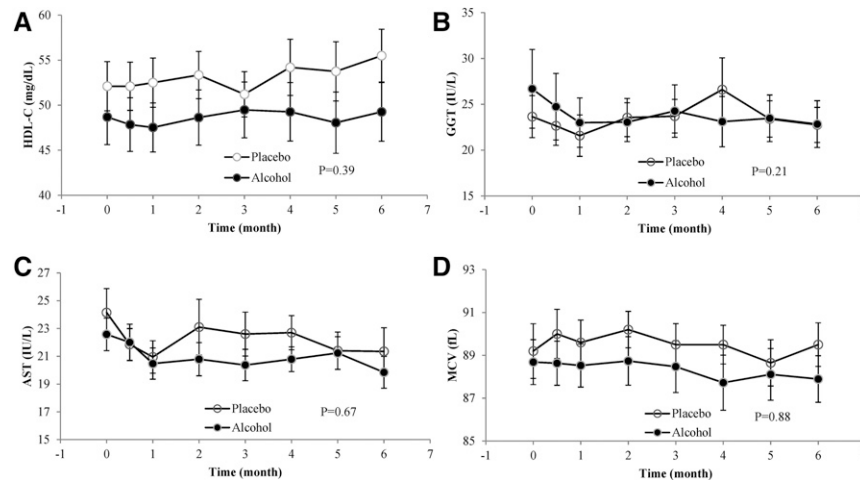 A
HDL-C (mg/dL)
60
55
50
45
40
Placebo
Alcohol
P=0.39
-1 0 1 2 3 4 5 6 7
Time (month)
B
GGT (IU/L)
35
30
25
20
15
Placebo
Alcohol
P=0.21
-1 0 1 2 3 4 5 6 7
Time (month)
C
AST (IU/L)
27
25
23
21
19
17
15
Placebo
Alcohol
P=0.67
-1 0 1 2 3 4 5 6 7
Time (month)
D
MCV (fL)
93
91
89
87
85
Placebo
Alcohol
P=0.88
-1 0 1 2 3 4 5 6 7
Time (month)